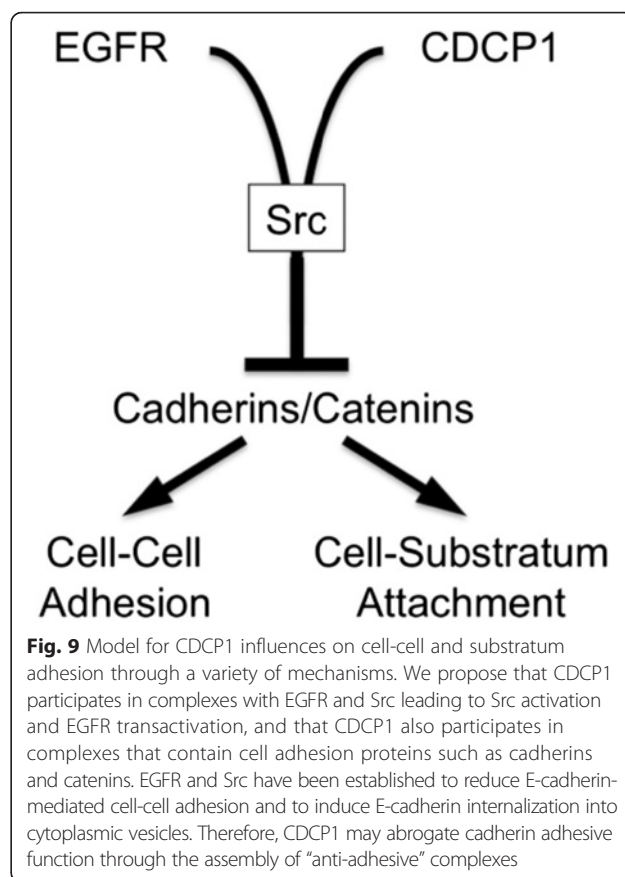 EGFR CDCP1
Src
Cadherins/Catenins
Cell-Cell Cell-Substratum
Adhesion Attachment
Fig. 9 Model for CDCP1 influences on cell-cell and substratum
adhesion through a variety of mechanisms. We propose that CDCP1
participates in complexes with EGFR and Src leading to Src activation
and EGFR transactivation, and that CDCP1 also participates in
complexes that contain cell adhesion proteins such as cadherins
and catenins. EGFR and Src have been established to reduce E-cadherin-
mediated cell-cell adhesion and to induce E-cadherin internalization into
cytoplasmic vesicles. Therefore, CDCP1 may abrogate cadherin adhesive
function through the assembly of “anti-adhesive” complexes